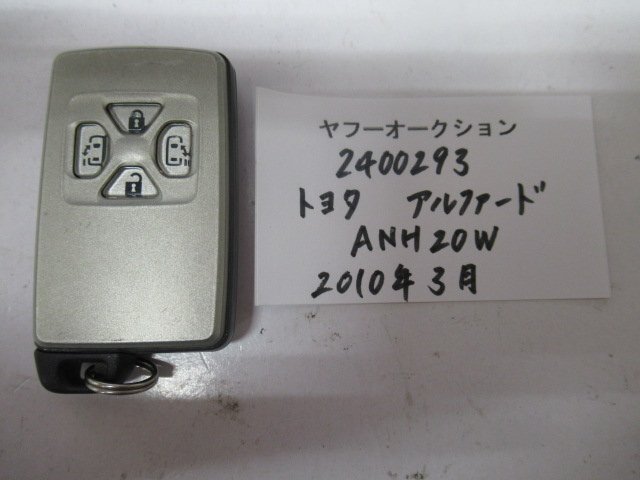 ヤフーオークション
2400293
トヨタ アルファード
ANH20W
2010年3月